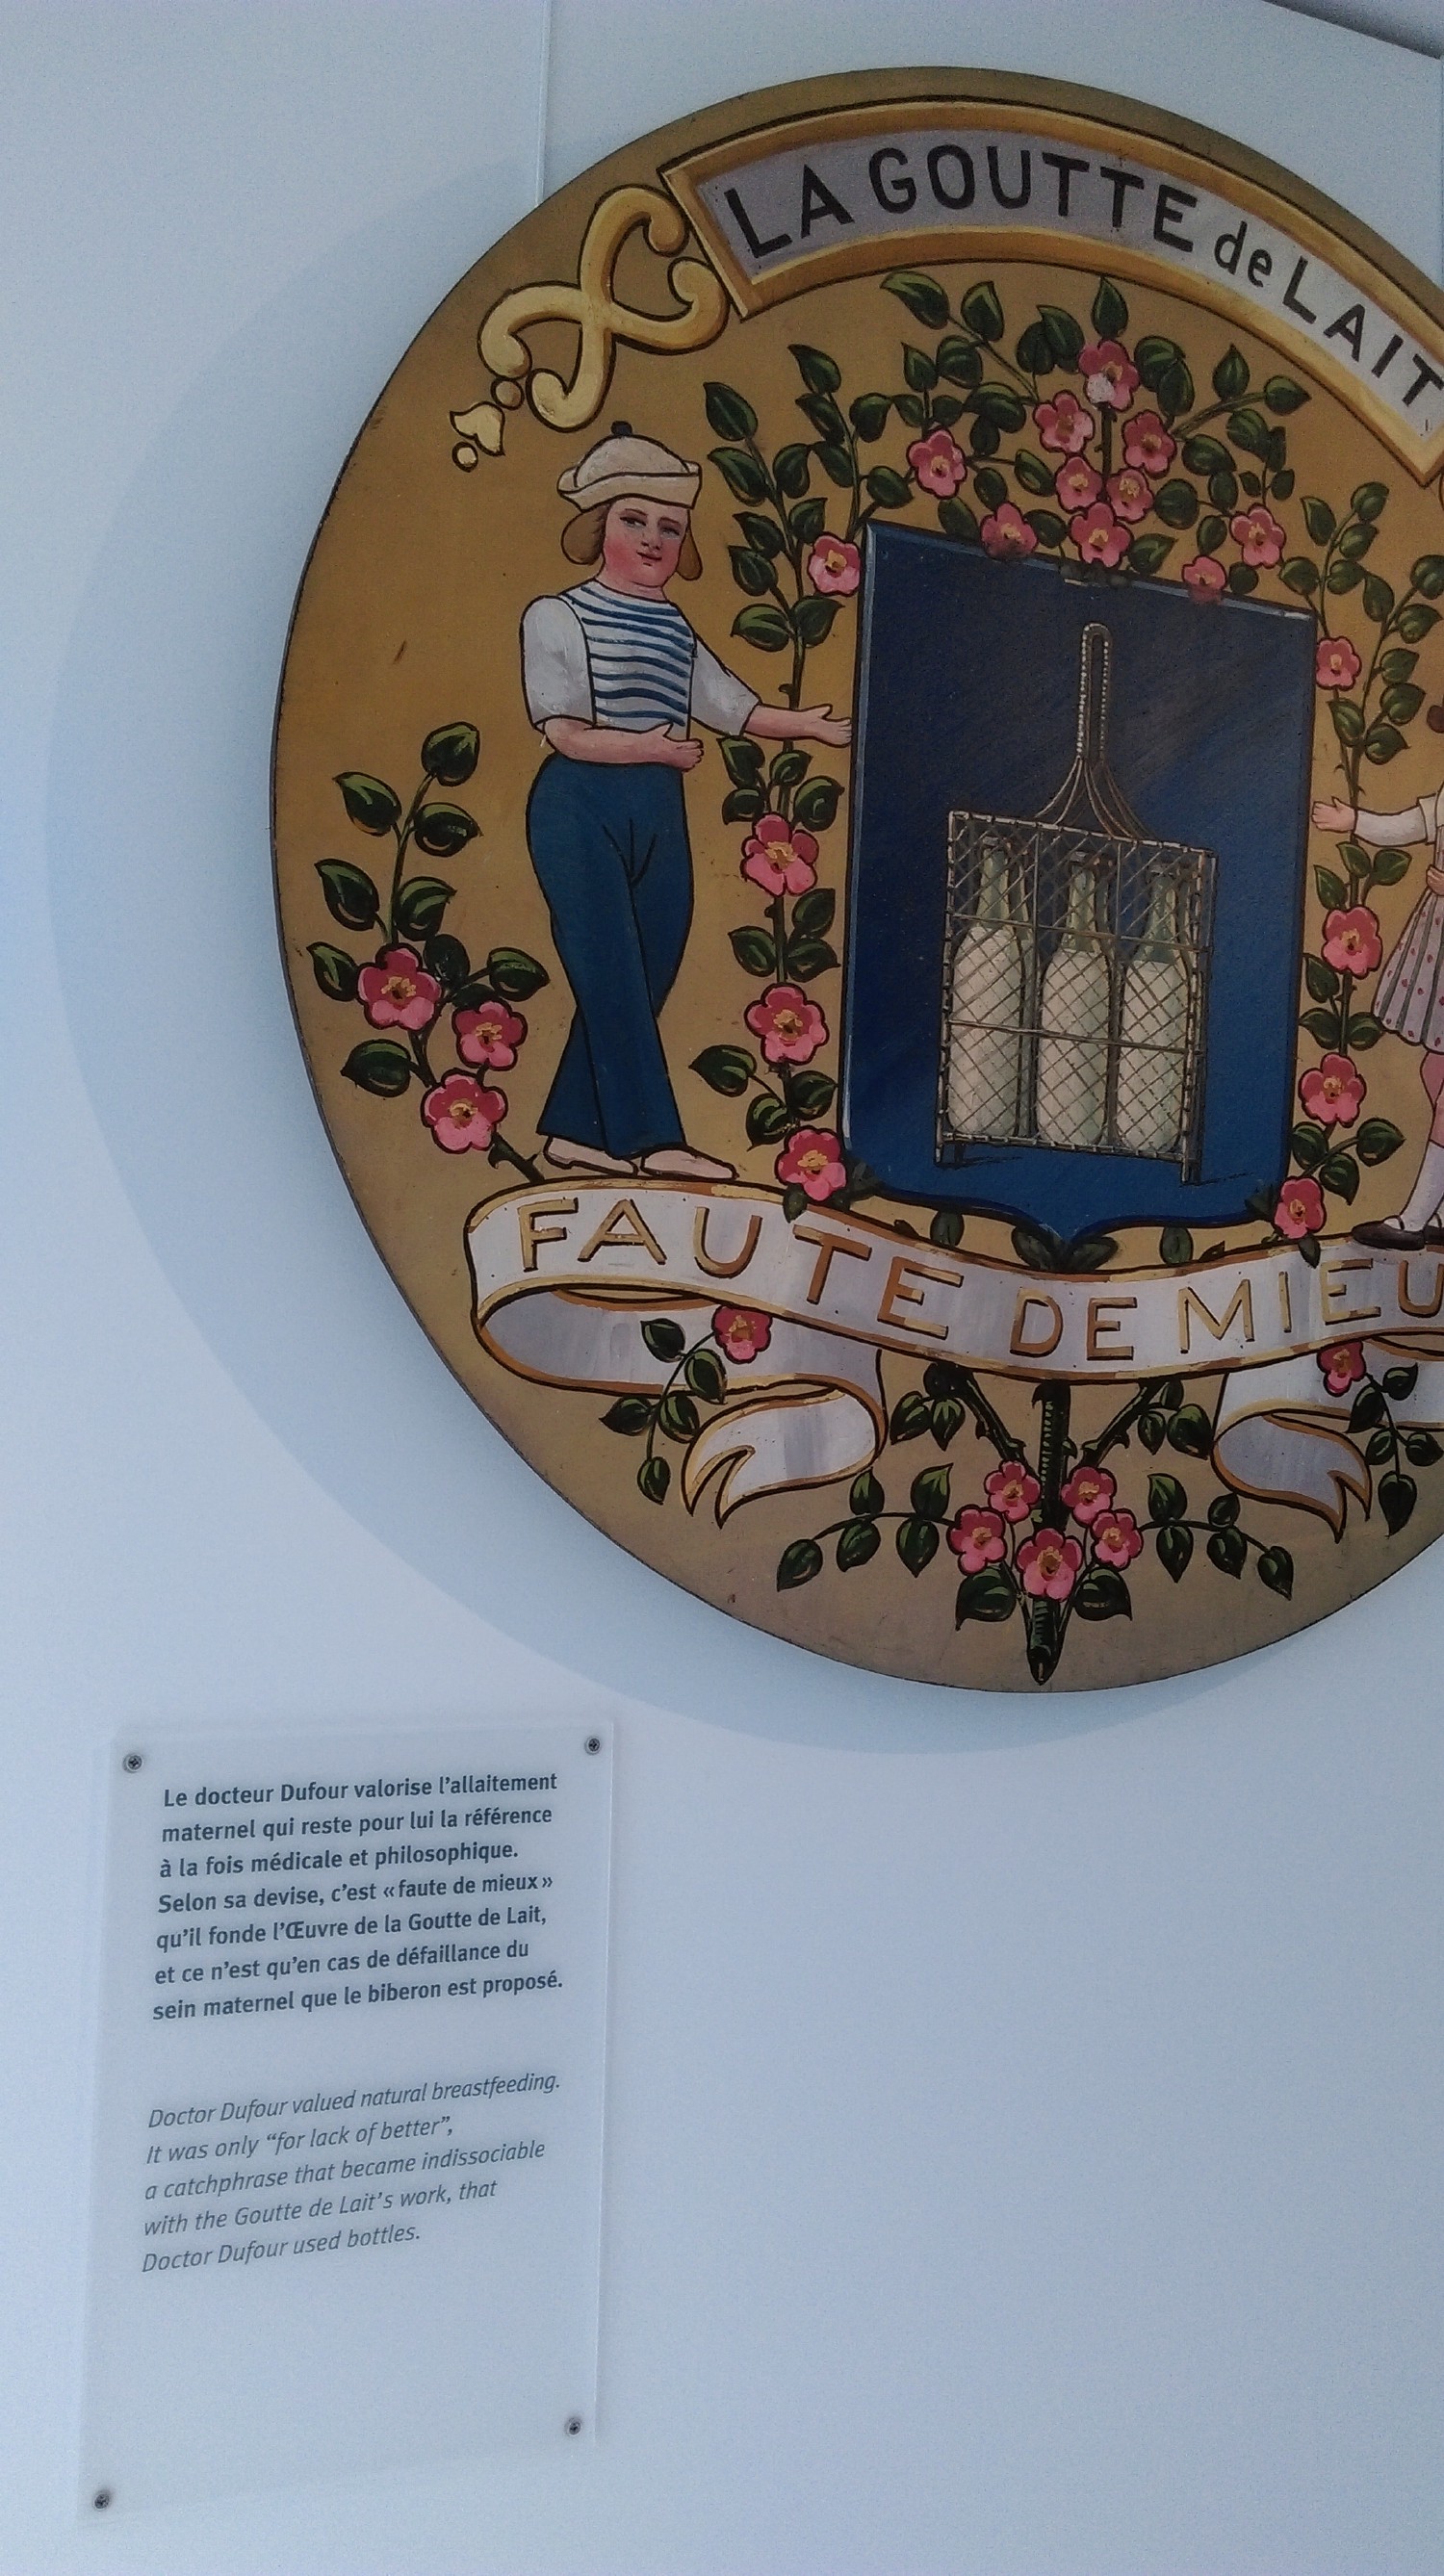 LA GOUTTE de LAIT
FAUTE DE MIEU
Le docteur Dufour valorise l'allaitement
maternel qui reste pour lui la référence
à la fois médicale et philosophique.
Selon sa devise, c'est «faute de mieux»
qu'il fonde l'Œuvre de la Goutte de Lait,
et ce n'est qu'en cas de défaillance du
sein maternel que le biberon est proposé.
Doctor Dufour valued natural breastfeeding.
It was only “for lack of better”,
a catchphrase that became indissociable
with the Goutte de Lait's work, that
Doctor Dufour used bottles.